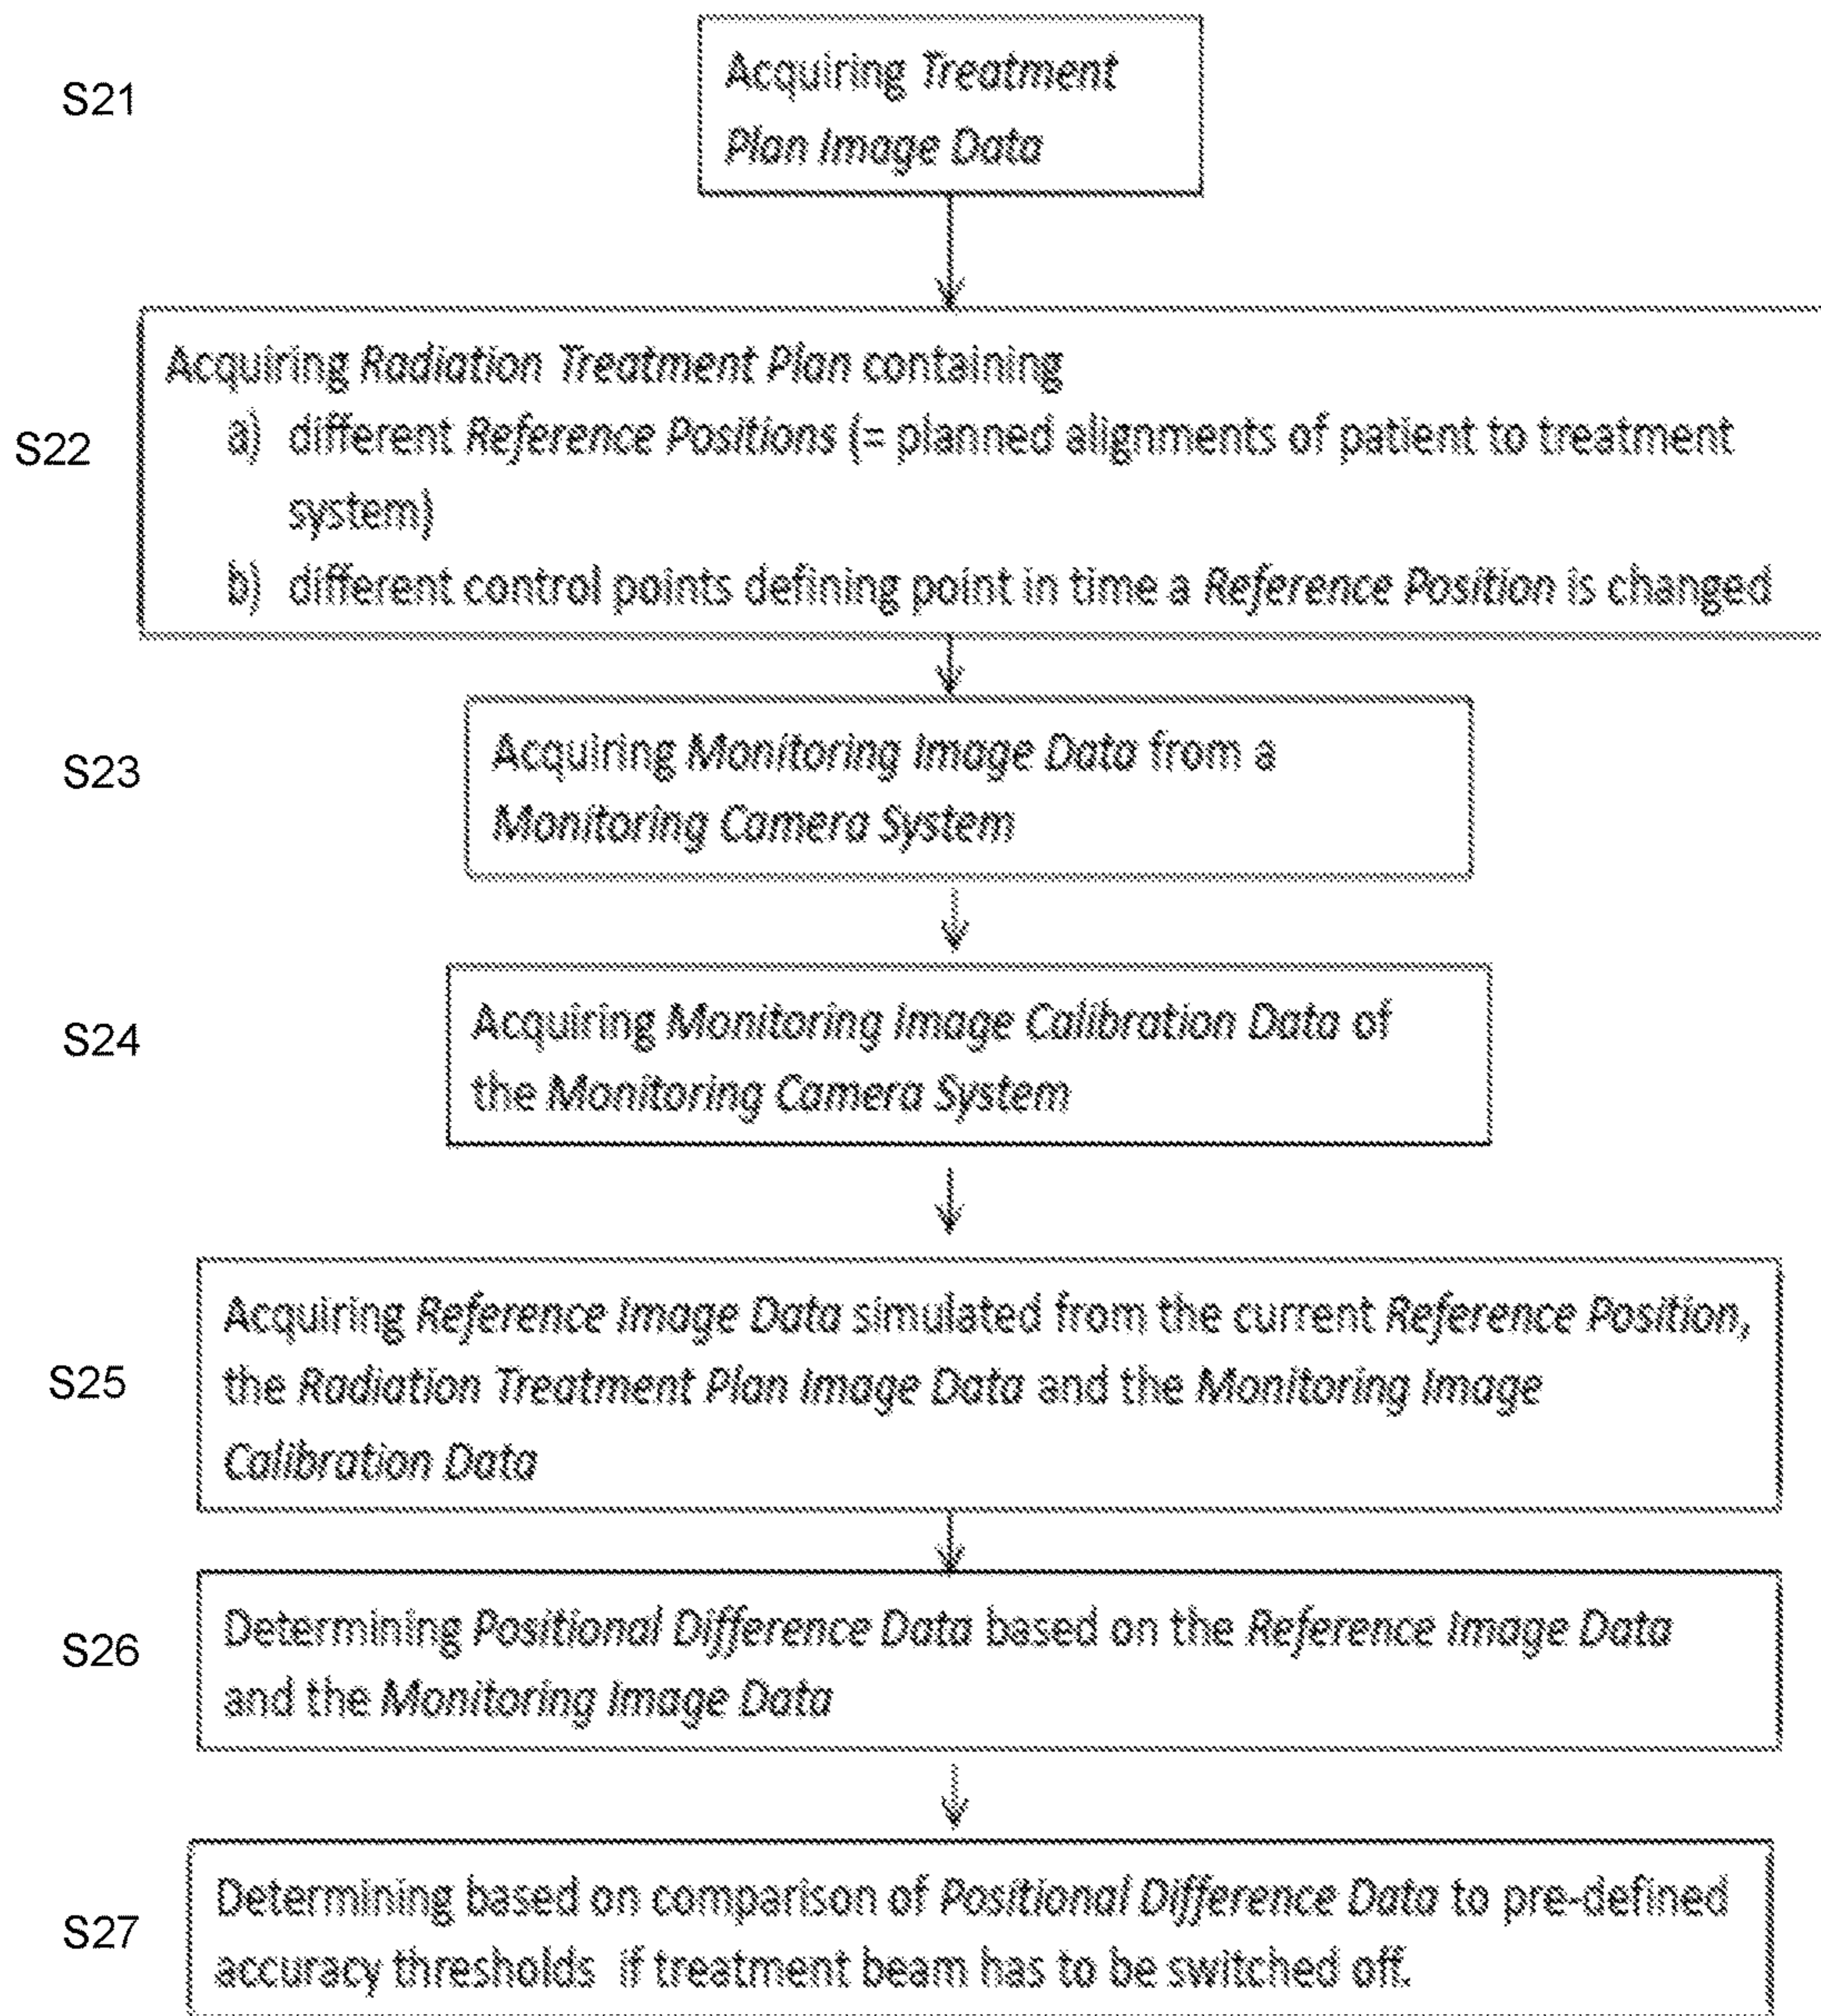 S21
Acquiring Treatment
Plan Image Data
Acquiring Radiation Treatment Plan containing
S22
a) different Reference Positions (= planned alignments of patient to treatment
system)
b) different control points defining point in time a Reference Position is changed
S23
Acquiring Monitoring Image Data from a
Monitoring Camera System
S24
Acquiring Monitoring Image Calibration Data of
the Monitoring Camera System
S25
Acquiring Reference Image Data simulated from the current Reference Position,
the Radiation Treatment Plan Image Data and the Monitoring Image
Calibration Data
S26
Determining Positional Difference Data based on the Reference Image Data
and the Monitoring Image Data
S27
Determining based on comparison of Positional Difference Data to pre-defined
accuracy thresholds if treatment beam has to be switched off.